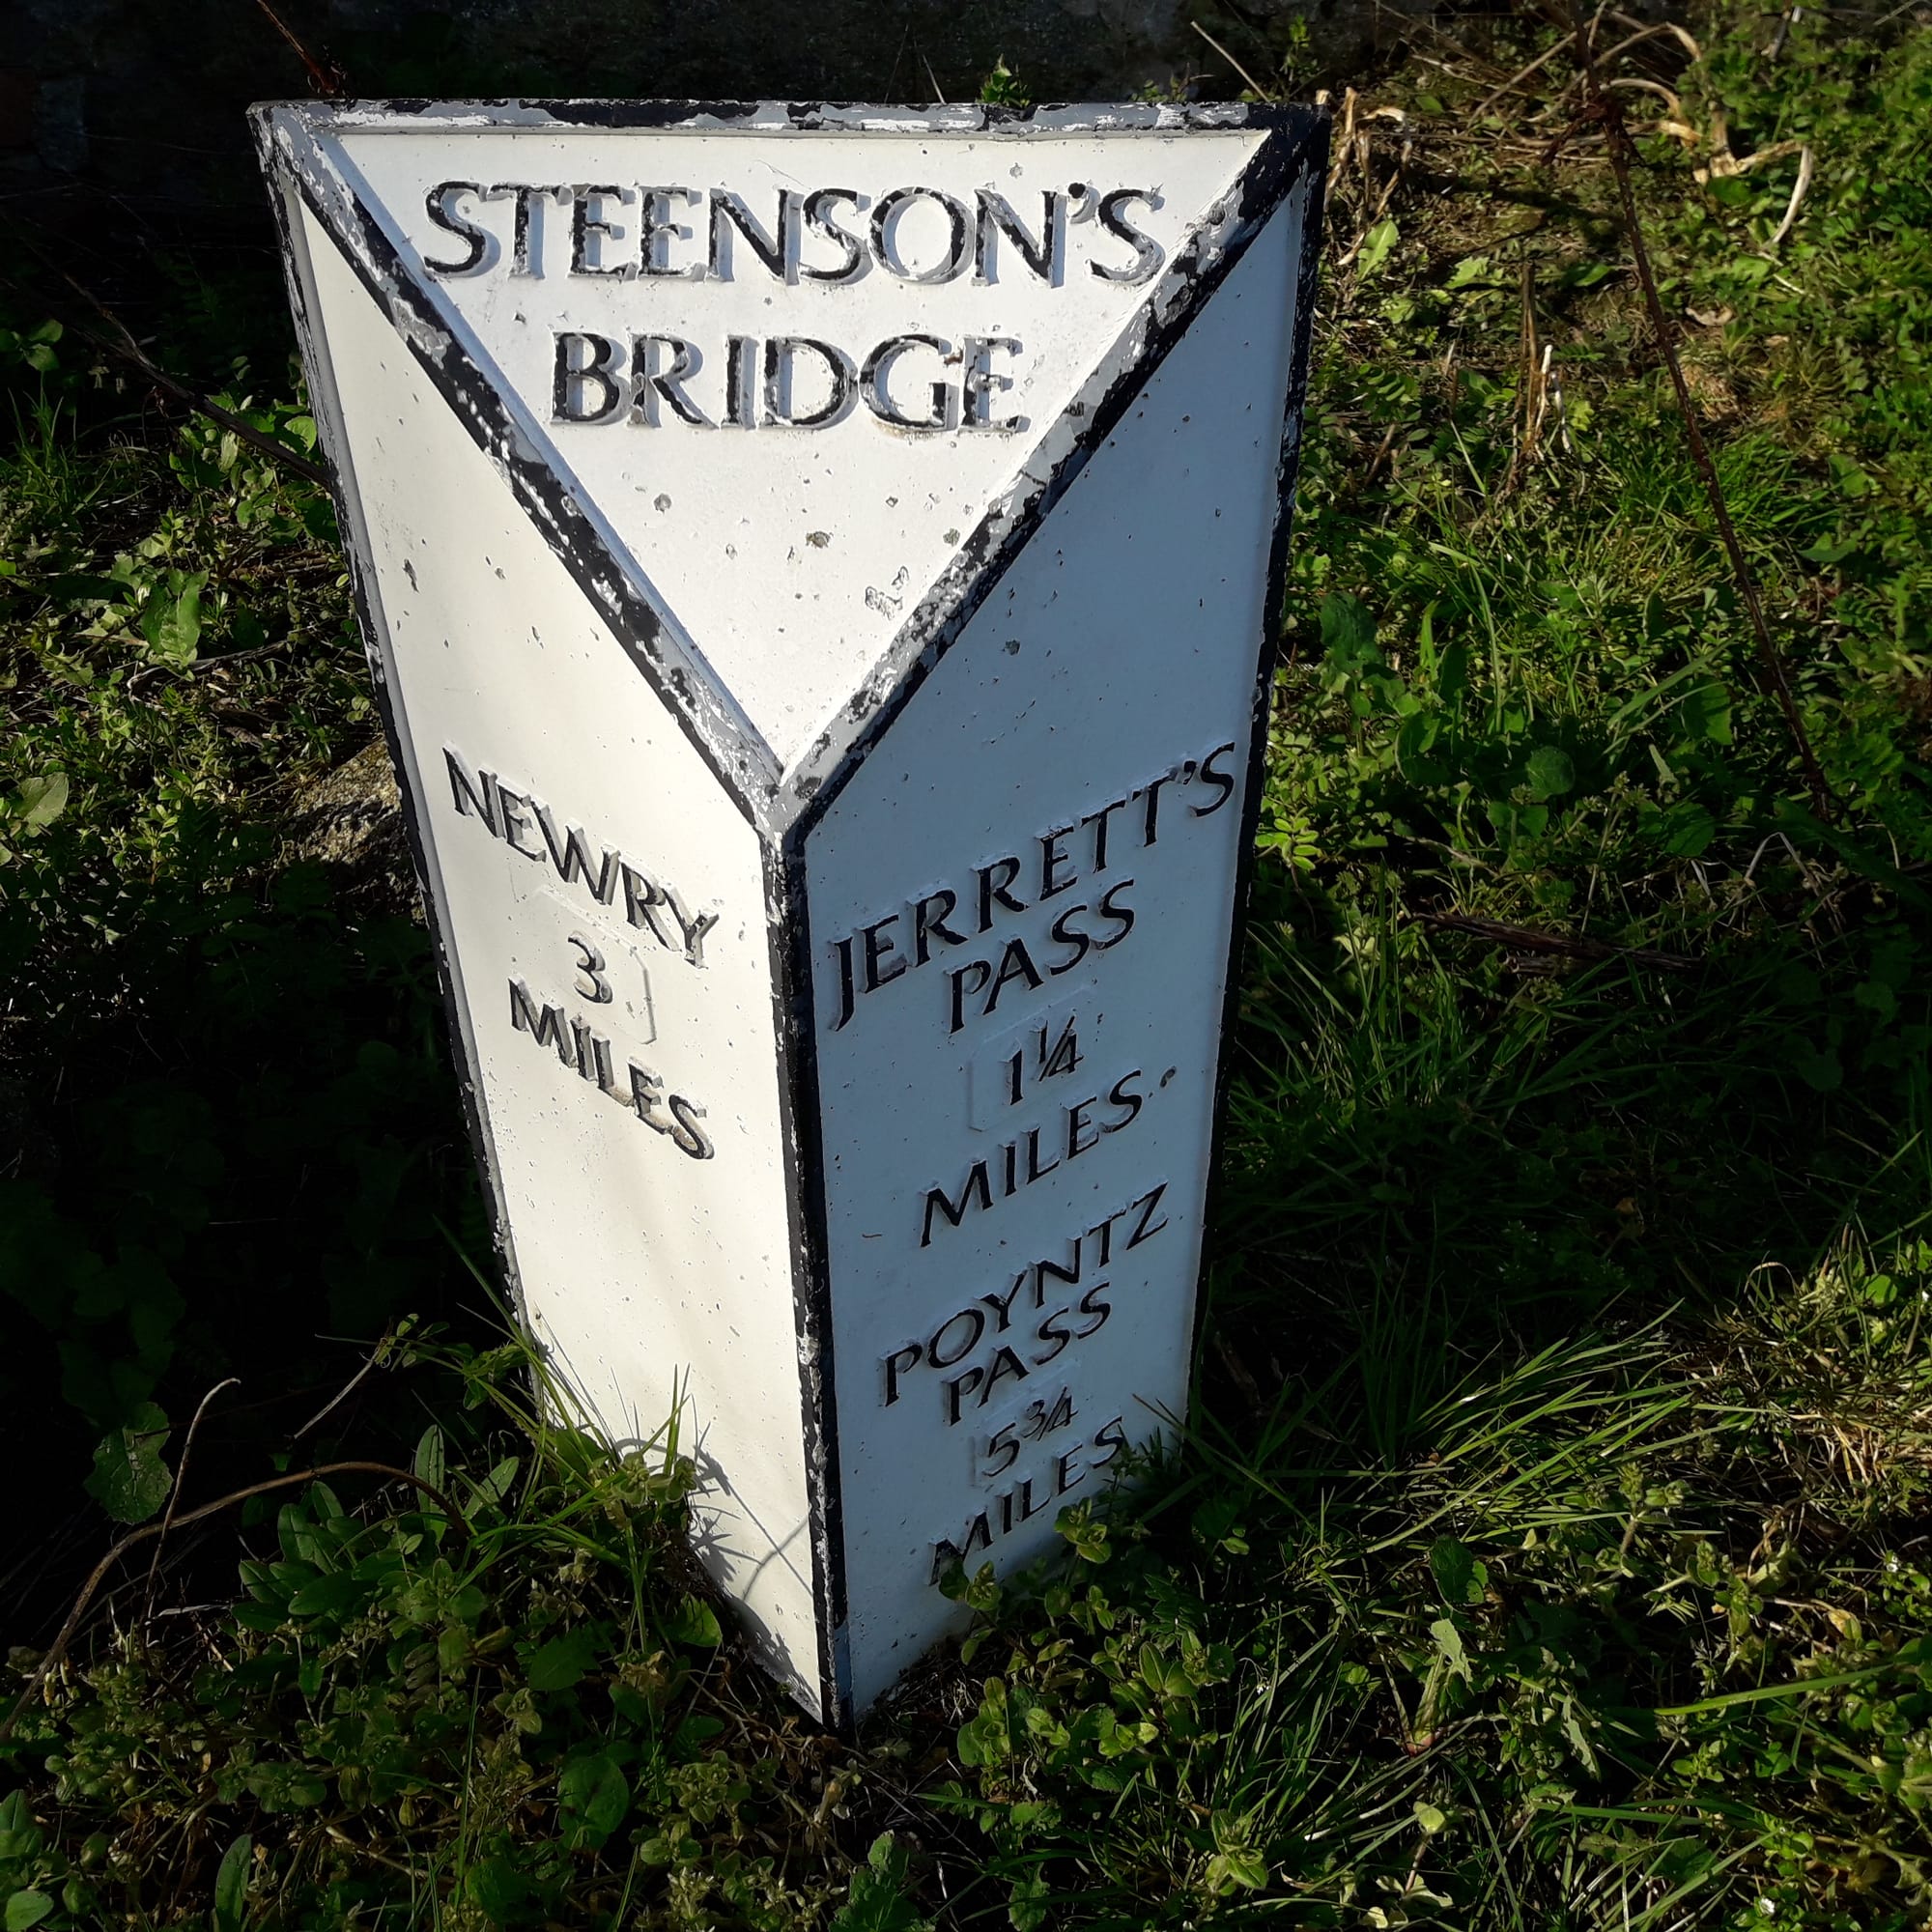 STEENSON'S
BRIDGE
NEWRY
3
MILES
JERRETT'S
PASS
1¼
MILES
POYNTZ
PASS
5¾
MILES